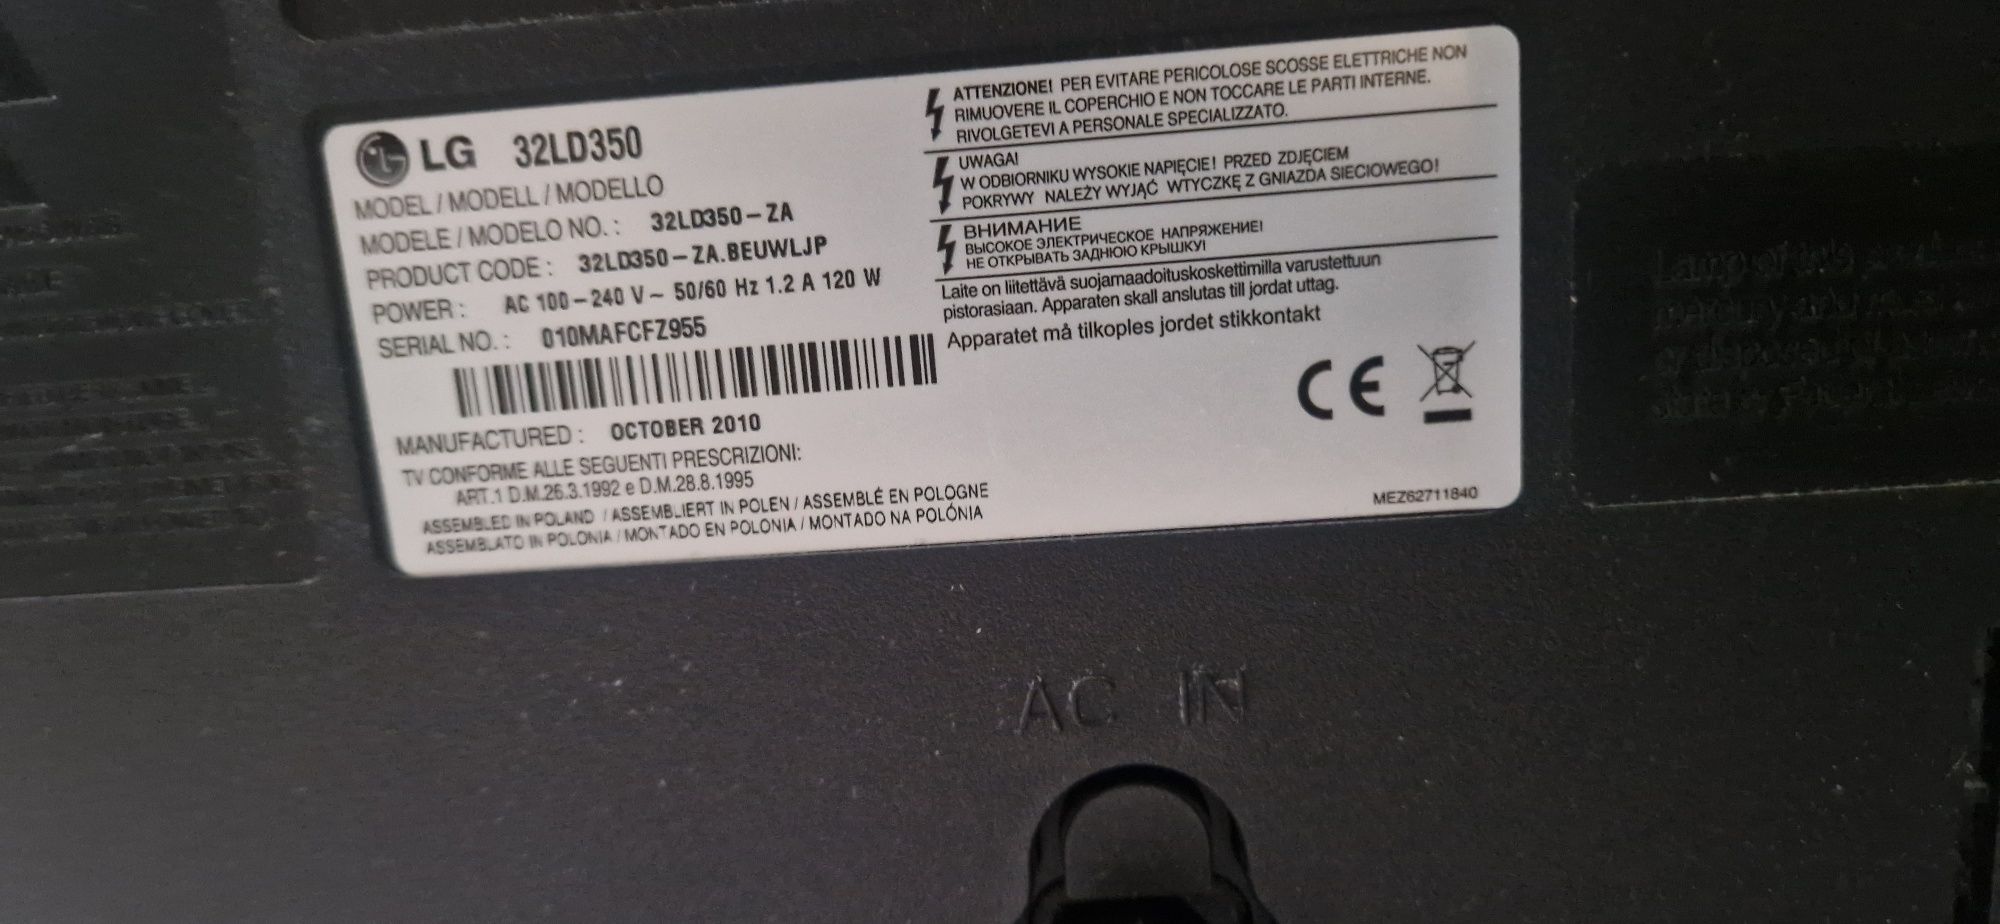 LG 32LD350
MODEL / MODELL / MODELLO
MODELE / MODELO NO. : 32LD350-ZA
PRODUCT CODE : 32LD350-ZA.BEUWLJP
POWER : AC 100-240 V~ 50/60 Hz 1.2 A 120 W
SERIAL NO. : 010MAFCFZ955
MANUFACTURED : OCTOBER 2010
TV CONFORME ALLE SEGUENTI PRESCRIZIONI:
ART.1 D.M.26.3.1992 e D.M.28.8.1995
ASSEMBLED IN POLAND / ASSEMBLIERT IN POLEN / ASSEMBLÉ EN POLOGNE
ASSEMBLATO IN POLONIA / MONTADO EN POLONIA / MONTADO NA POLÓNIA
ATTENZIONE! PER EVITARE PERICOLOSE SCOSSE ELETTRICHE NON
RIMUOVERE IL COPERCHIO E NON TOCCARE LE PARTI INTERNE.
RIVOLGETEVI A PERSONALE SPECIALIZZATO.
UWAGA!
W ODBIORNIKU WYSOKIE NAPIĘCIE! PRZED ZDJĘCIEM
POKRYWY NALEŻY WYJĄĆ WTYCZKĘ Z GNIAZDA SIECIOWEGO!
ВНИМАНИЕ
ВЫСОКОЕ ЭЛЕКТРИЧЕСКОЕ НАПРЯЖЕНИЕ!
НЕ ОТКРЫВАТЬ ЗАДНЮЮ КРЫШКУ!
Laite on liitettävä suojamaadoituskoskettimilla varustettuun
pistorasiaan. Apparaten skall anslutas till jordat uttag.
Apparatet må tilkoples jordet stikkontakt
CE
MEZ62711840
AC IN